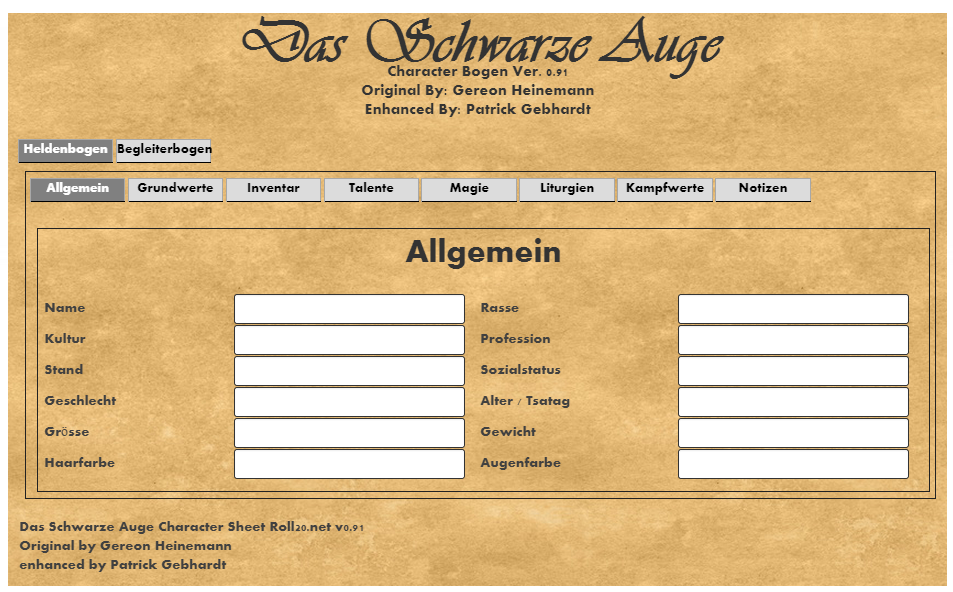 Das Schwarze Auge
Character Bogen Ver. 0.91
Original By: Gereon Heinemann
Enhanced By: Patrick Gebhardt
Heldenbogen Begleiterbogen
Allgemein Grundwerte Inventar Talente Magie Liturgien Kampfwerte Notizen
Allgemein
Name Rasse
Kultur Profession
Stand Sozialstatus
Geschlecht Alter / Tsatag
Grösse Gewicht
Haarfarbe Augenfarbe
Das Schwarze Auge Character Sheet Roll20.net v0.91
Original by Gereon Heinemann
enhanced by Patrick Gebhardt